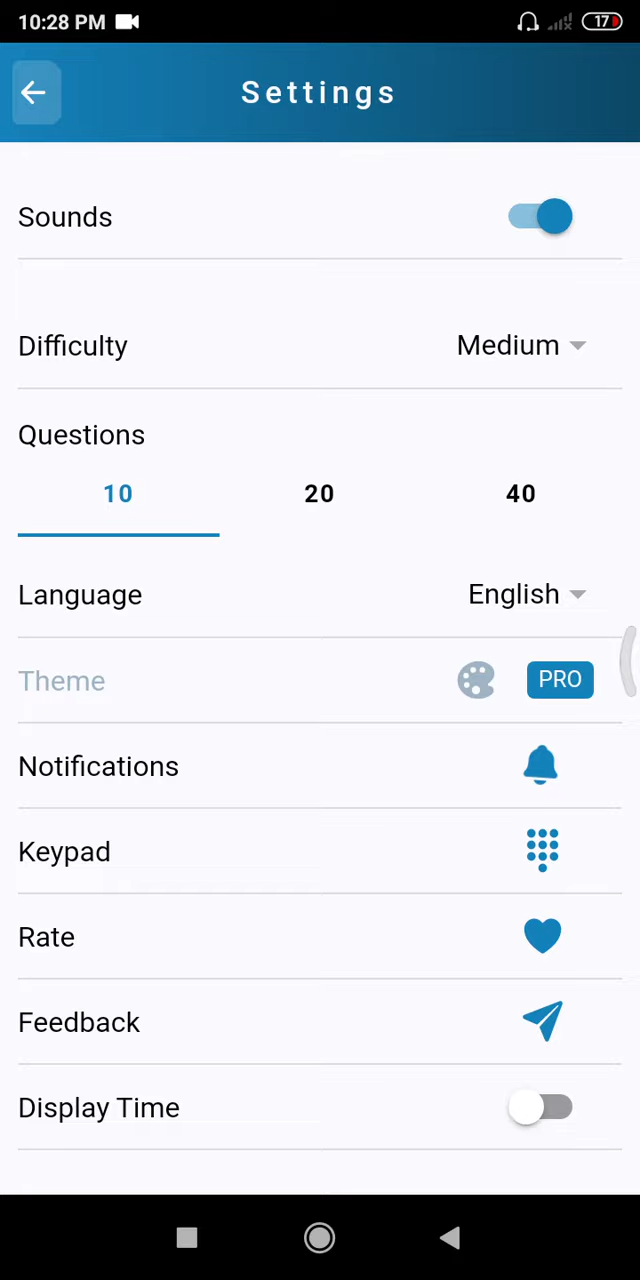 10:28 PM 17
Settings
Sounds
Difficulty Medium
Questions
10 20 40
Language English
Theme PRO
Notifications
Keypad
Rate
Feedback
Display Time